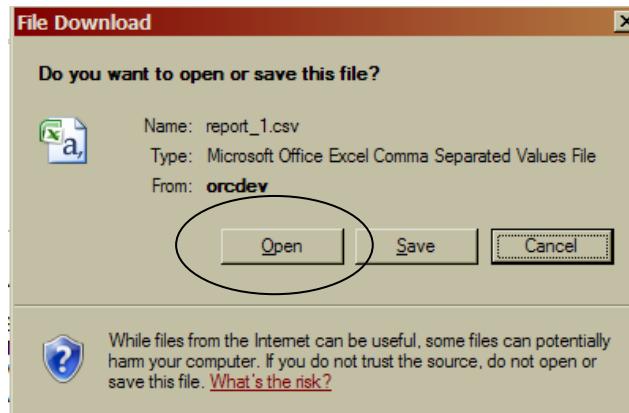 File Download
Do you want to open or save this file?
a,
Name: report_1.csv
Type: Microsoft Office Excel Comma Separated Values File
From: orcdev
Open Save Cancel
While files from the Internet can be useful, some files can potentially
harm your computer. If you do not trust the source, do not open or
save this file. What's the risk?